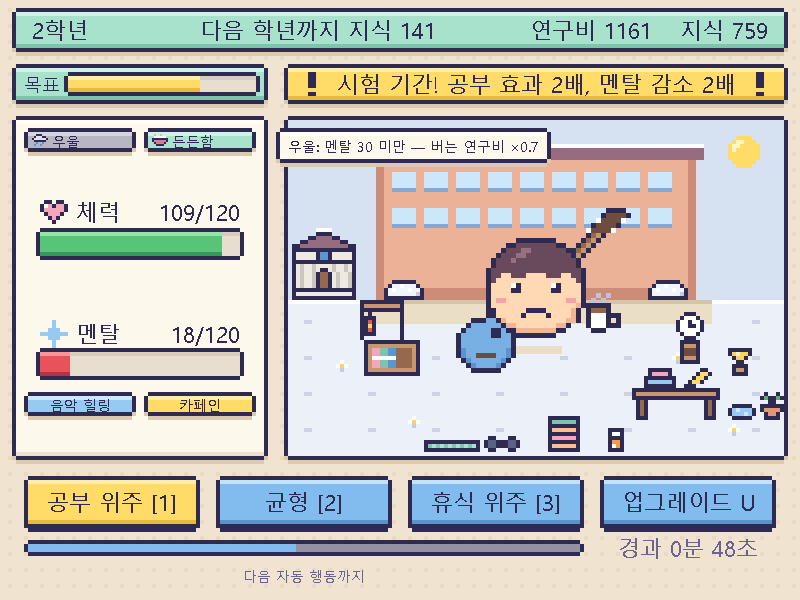 2학년
다음 학년까지 지식 141
연구비 1161
지식 759
목표
! 시험 기간! 공부 효과 2배, 멘탈 감소 2배 !
우울
든든함
우울: 멘탈 30 미만 — 버는 연구비 ×0.7
체력 109/120
멘탈 18/120
음악 힐링
카페인
공부 위주 [1]
균형 [2]
휴식 위주 [3]
업그레이드 U
경과 0분 48초
다음 자동 행동까지